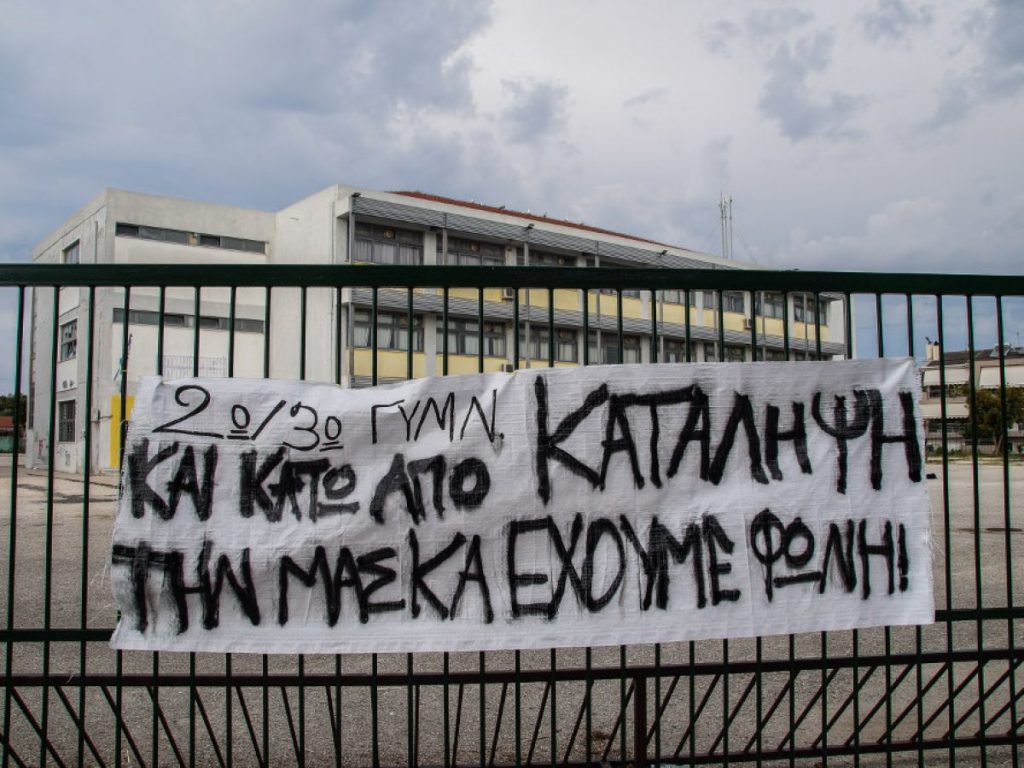 2ο/3ο ΓΥΜΝ. ΚΑΤΑΛΗΨΗ
ΚΑΙ ΚΑΤΩ ΑΠΟ
ΤΗΝ ΜΑΣΚΑ ΕΧΟΥΜΕ ΦΩΝΗ!